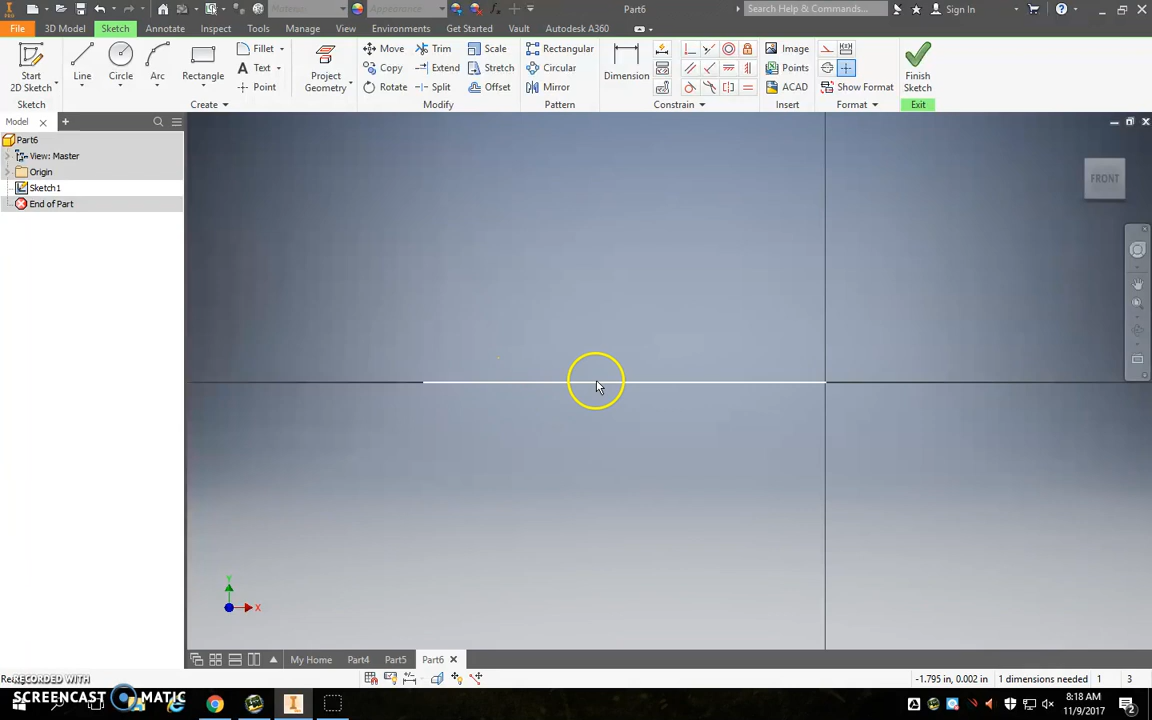 Part6
Search Help & Commands...
Sign In
File
3D Model
Sketch
Annotate
Inspect
Tools
Manage
View
Environments
Get Started
Vault
Autodesk A360
Start
2D Sketch
Line
Circle
Arc
Rectangle
Fillet
Text
Point
Project
Geometry
Move
Copy
Rotate
Trim
Extend
Split
Scale
Stretch
Offset
Rectangular
Circular
Mirror
Dimension
Image
Points
ACAD
Show Format
Finish
Sketch
Sketch
Create
Modify
Pattern
Constrain
Insert
Format
Exit
Model
Part6
View: Master
Origin
Sketch1
End of Part
FRONT
Y
X
My Home
Part4
Part5
Part6
-1.795 in, 0.002 in
1 dimensions needed
1
3
RECORDED WITH
SCREENCAST MATIC
8:18 AM
11/9/2017